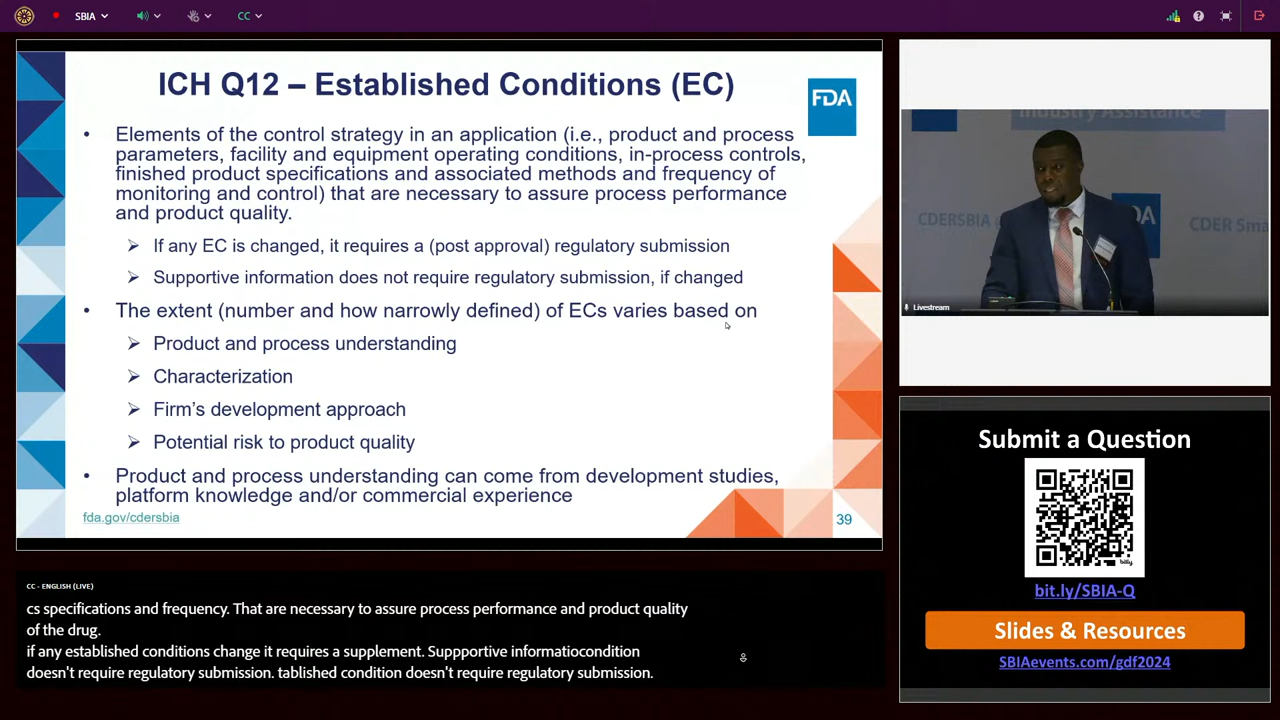 SBIA
CC
ICH Q12 – Established Conditions (EC)
FDA
• Elements of the control strategy in an application (i.e., product and process
parameters, facility and equipment operating conditions, in-process controls,
finished product specifications and associated methods and frequency of
monitoring and control) that are necessary to assure process performance
and product quality.
➢ If any EC is changed, it requires a (post approval) regulatory submission
➢ Supportive information does not require regulatory submission, if changed
• The extent (number and how narrowly defined) of ECs varies based on
➢ Product and process understanding
➢ Characterization
➢ Firm's development approach
➢ Potential risk to product quality
• Product and process understanding can come from development studies,
platform knowledge and/or commercial experience
fda.gov/cdersbia
39
Industry Assistance
CDERSBIA
DA
CDER Sma
Livestream
Submit a Question
bitly
bit.ly/SBIA-Q
Slides & Resources
SBIAevents.com/gdf2024
CC - ENGLISH (LIVE)
cs specifications and frequency. That are necessary to assure process performance and product quality
of the drug.
if any established conditions change it requires a supplement. Suppportive informatiocondition
doesn't require regulatory submission. tablished condition doesn't require regulatory submission.